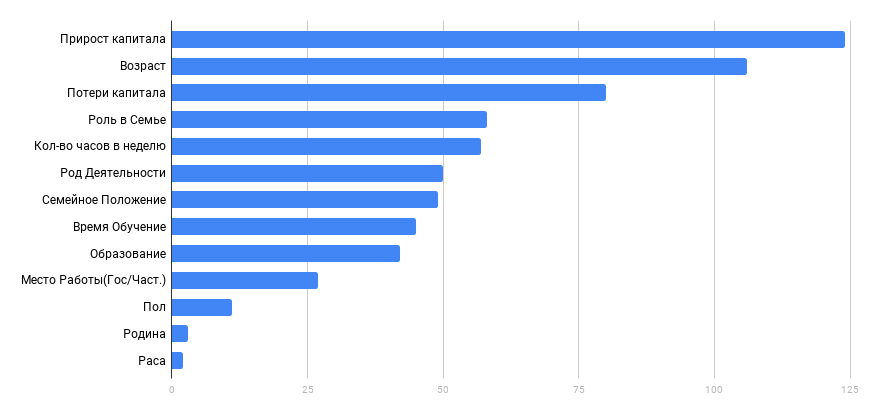 Прирост капитала
Возраст
Потери капитала
Роль в Семье
Кол-во часов в неделю
Род Деятельности
Семейное Положение
Время Обучение
Образование
Место Работы(Гос/Част.)
Пол
Родина
Раса
0 25 50 75 100 125